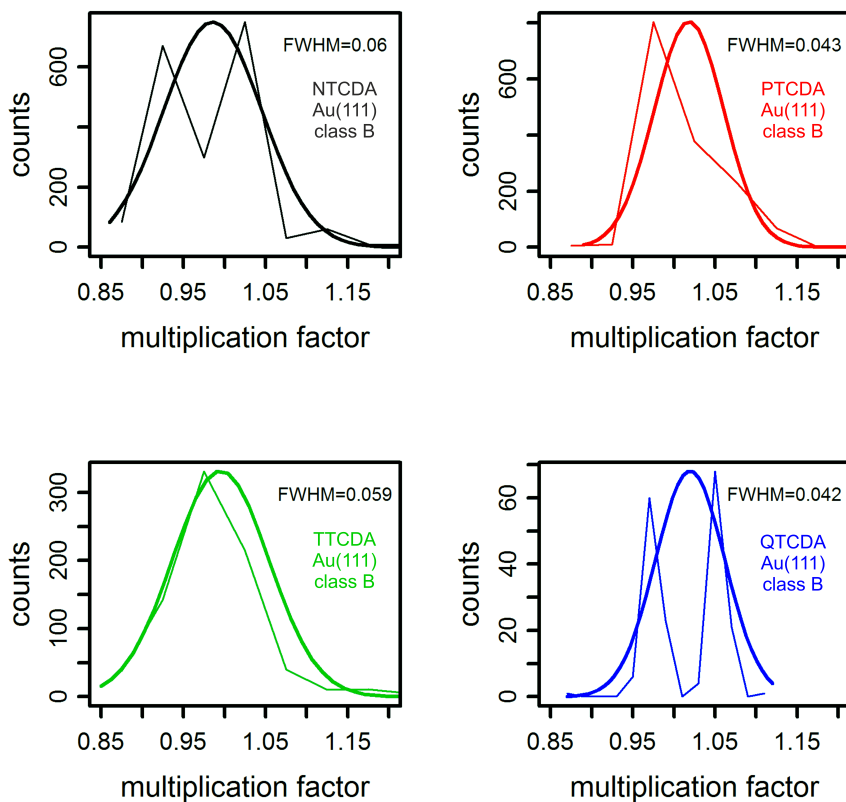 FWHM=0.06
NTCDA
Au(111)
class B
counts
0
200
600
0.85
0.95
1.05
1.15
multiplication factor
FWHM=0.043
PTCDA
Au(111)
class B
counts
0
200
400
800
0.85
0.95
1.05
1.15
multiplication factor
FWHM=0.059
TTCDA
Au(111)
class B
counts
0
100
200
300
0.85
0.95
1.05
1.15
multiplication factor
FWHM=0.042
QTCDA
Au(111)
class B
counts
0
20
40
60
0.85
0.95
1.05
1.15
multiplication factor